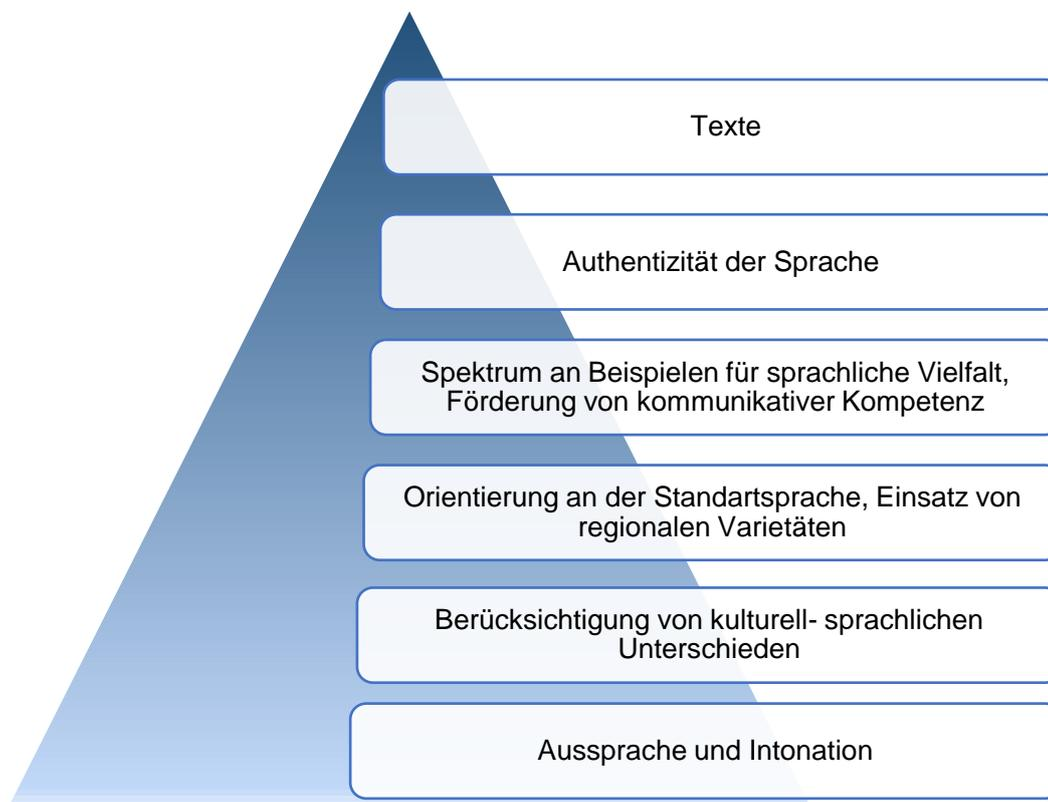 Texte
Authentizität der Sprache
Spektrum an Beispielen für sprachliche Vielfalt,
Förderung von kommunikativer Kompetenz
Orientierung an der Standartsprache, Einsatz von
regionalen Varietäten
Berücksichtigung von kulturell- sprachlichen
Unterschieden
Aussprache und Intonation